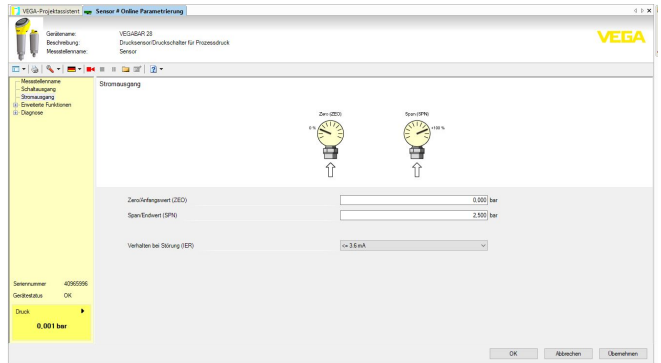 VEGA-Projektassistent
Sensor # Online Parametrierung
Gerätename: VEGABAR 28
Beschreibung: Drucksensor/Druckschalter für Prozessdruck
Messstellenname: Sensor
VEGA
Messstellenname
Schaltausgang
Stromausgang
Erweiterte Funktionen
Diagnose
Stromausgang
Zero (ZEO)
Span (SPN)
0 %
+100 %
Zero/Anfangswert (ZEO) 0,000 bar
Span/Endwert (SPN) 2,500 bar
Verhalten bei Störung (IER) <= 3.6 mA
Seriennummer 40965996
Gerätestatus OK
Druck
0,001 bar
OK Abbrechen Übernehmen